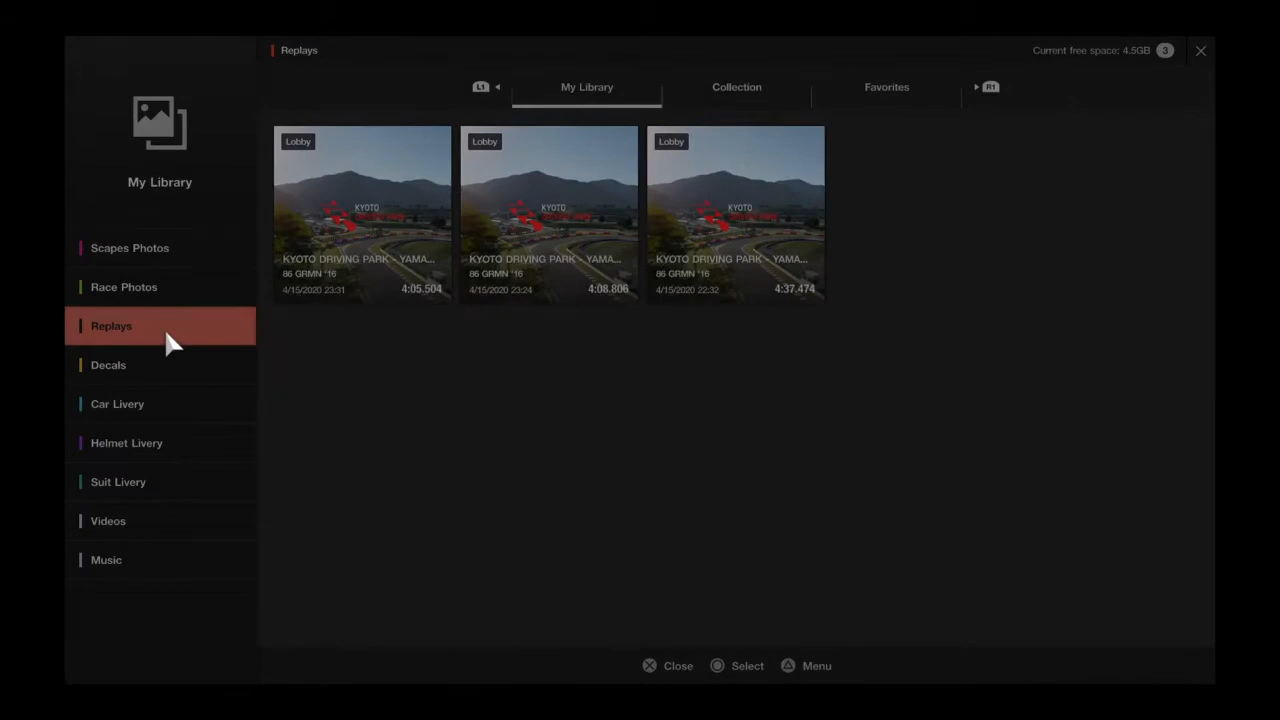 My Library
Scapes Photos
Race Photos
Replays
Decals
Car Livery
Helmet Livery
Suit Livery
Videos
Music
Replays
Current free space: 4.5GB 3
L1 My Library Collection Favorites R1
Lobby
KYOTO
KYOTO DRIVING PARK - YAMA...
86 GRMN '16
4/15/2020 23:31 4:05.504
Lobby
KYOTO
KYOTO DRIVING PARK - YAMA...
86 GRMN '16
4/15/2020 23:24 4:08.806
Lobby
KYOTO
KYOTO DRIVING PARK - YAMA...
86 GRMN '16
4/15/2020 22:32 4:37.474
Close Select Menu